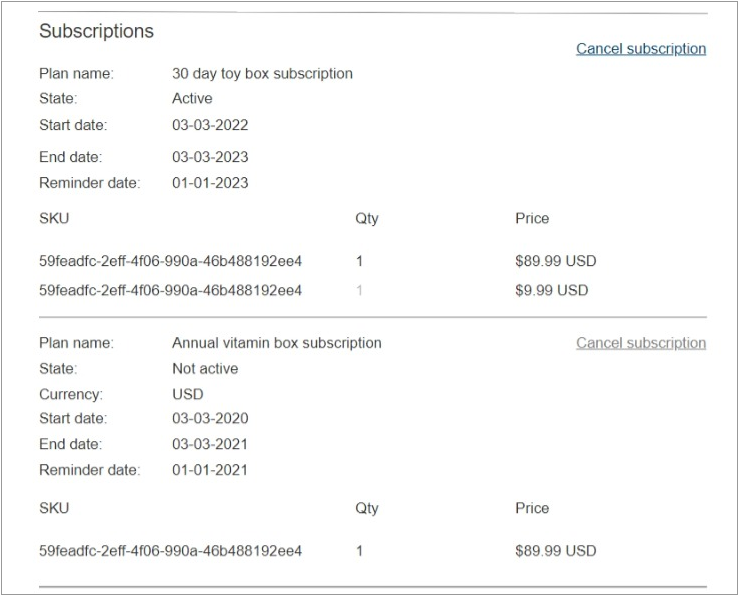 Subscriptions
Cancel subscription
Plan name: 30 day toy box subscription
State: Active
Start date: 03-03-2022
End date: 03-03-2023
Reminder date: 01-01-2023
SKU Qty Price
59feadfc-2eff-4f06-990a-46b488192ee4 1 $89.99 USD
59feadfc-2eff-4f06-990a-46b488192ee4 1 $9.99 USD
Plan name: Annual vitamin box subscription Cancel subscription
State: Not active
Currency: USD
Start date: 03-03-2020
End date: 03-03-2021
Reminder date: 01-01-2021
SKU Qty Price
59feadfc-2eff-4f06-990a-46b488192ee4 1 $89.99 USD